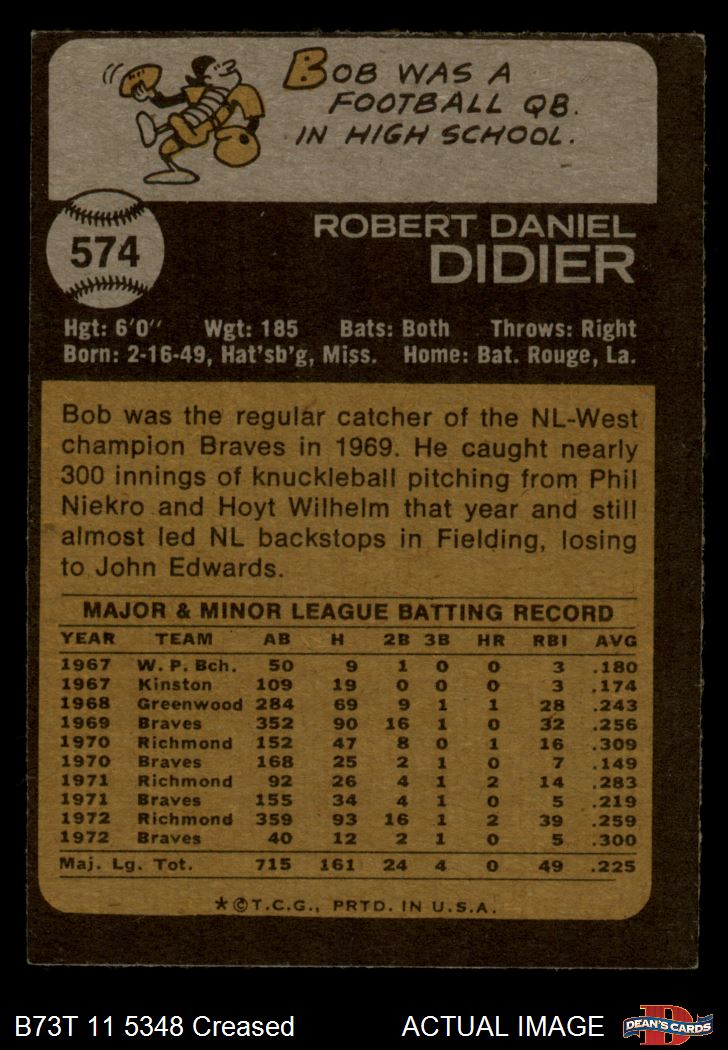 BOB WAS A
FOOTBALL QB.
IN HIGH SCHOOL.
574
ROBERT DANIEL
DIDIER
Hgt: 6'0" Wgt: 185 Bats: Both Throws: Right
Born: 2-16-49, Hat'sb'g, Miss. Home: Bat. Rouge, La.
Bob was the regular catcher of the NL-West
champion Braves in 1969. He caught nearly
300 innings of knuckleball pitching from Phil
Niekro and Hoyt Wilhelm that year and still
almost led NL backstops in Fielding, losing
to John Edwards.
MAJOR & MINOR LEAGUE BATTING RECORD
YEAR TEAM AB H 2B 3B HR RBI AVG
1967 W. P. Bch. 50 9 1 0 0 3 .180
1967 Kinston 109 19 0 0 0 3 .174
1968 Greenwood 284 69 9 1 1 28 .243
1969 Braves 352 90 16 1 0 32 .256
1970 Richmond 152 47 8 0 1 16 .309
1970 Braves 168 25 2 1 0 7 .149
1971 Richmond 92 26 4 1 2 14 .283
1971 Braves 155 34 4 1 0 5 .219
1972 Richmond 359 93 16 1 2 39 .259
1972 Braves 40 12 2 1 0 5 .300
Maj. Lg. Tot. 715 161 24 4 0 49 .225
*©T.C.G., PRTD. IN U.S.A.
B73T 11 5348 Creased ACTUAL IMAGE D DEAN'S CARDS